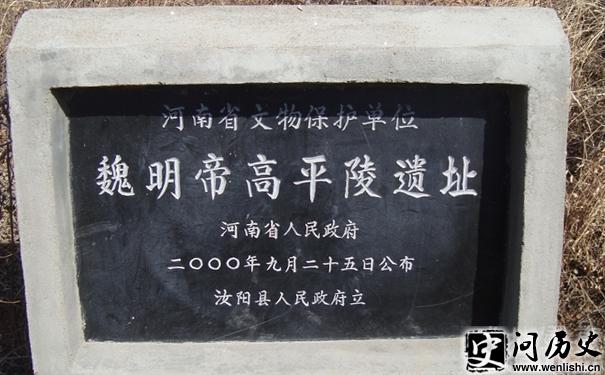 河南省文物保护单位
魏明帝高平陵遗址
河南省人民政府
二〇〇〇年九月二十五日公布
汝阳县人民政府立
问历史
www.wenlishi.cn